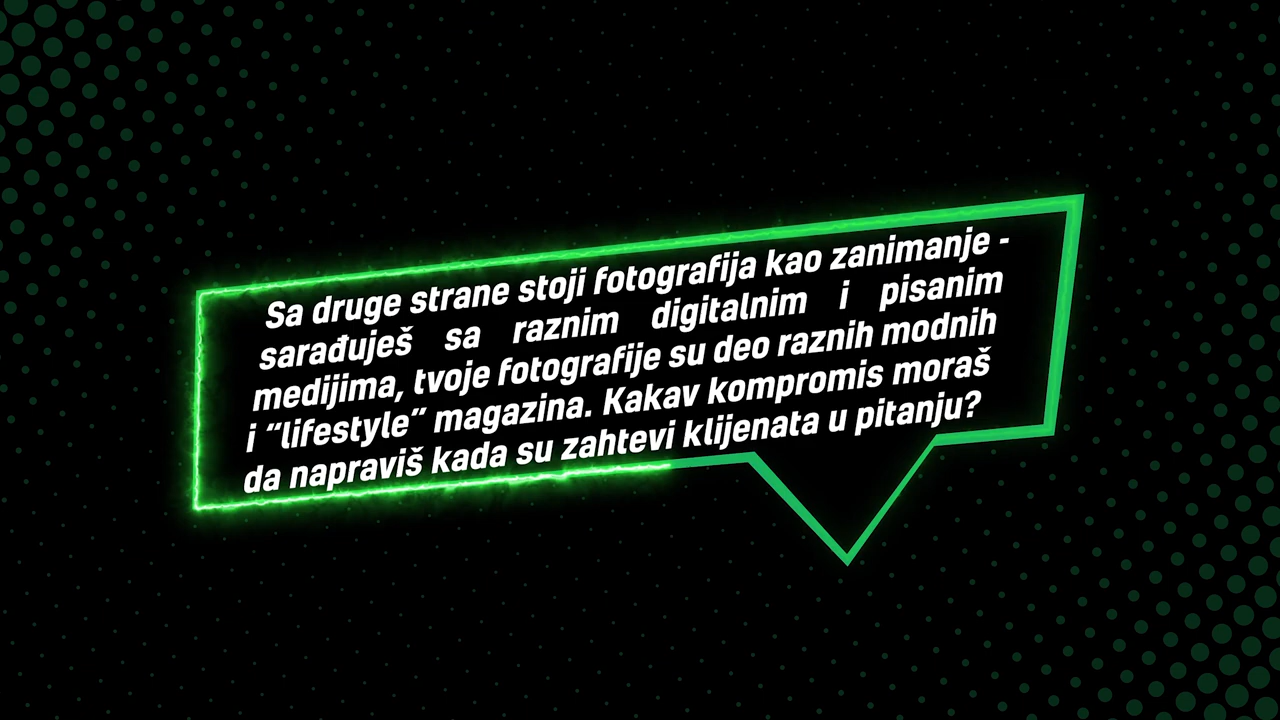 Sa druge strane stoji fotografija kao zanimanje -
sarađuješ sa raznim digitalnim i pisanim
medijima, tvoje fotografije su deo raznih modnih
i “lifestyle” magazina. Kakav kompromis moraš
da napraviš kada su zahtevi klijenata u pitanju?